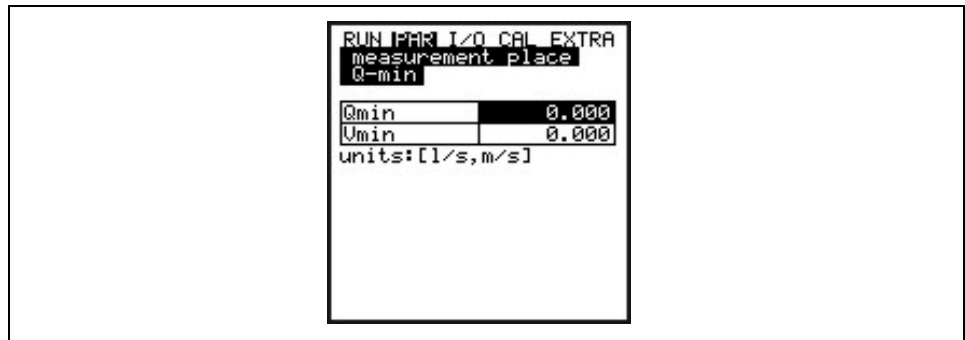 RUN PAR I/O CAL EXTRA
measurement place
Q-min
Qmin 0.000
Vmin 0.000
units:[l/s,m/s]